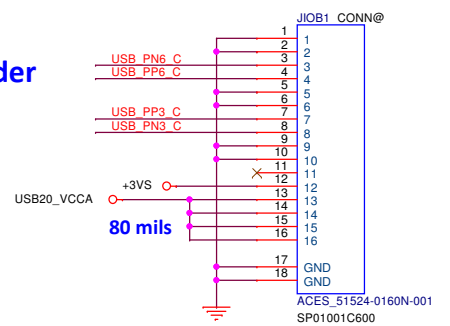 JIOB1 CONN@
1 1
2 2
USB_PN6_C 3 3
USB_PP6_C 4 4
5 5
6 6
USB_PP3_C 7 7
USB_PN3_C 8 8
9 9
10 10
11 11
+3VS 12 12
USB20_VCCA 13 13
14 14
80 mils 15 15
16 16
17 GND
18 GND
ACES_51524-0160N-001
SP01001C600
der